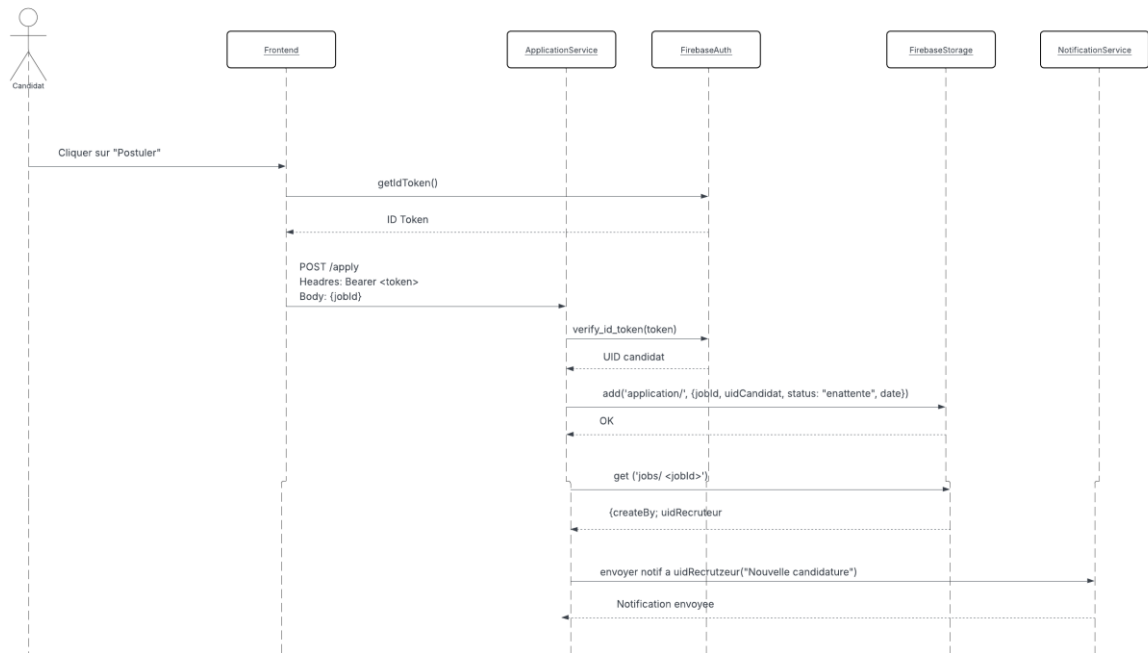 Candidat
Frontend
ApplicationService
FirebaseAuth
FirebaseStorage
NotificationService
Cliquer sur "Postuler"
getIdToken()
ID Token
POST /apply
Headres: Bearer <token>
Body: {jobId}
verify_id_token(token)
UID candidat
add('application/', {jobId, uidCandidat, status: "enattente", date})
OK
get ('jobs/ <jobId>')
{createBy; uidRecruteur
envoyer notif a uidRecrutzeur("Nouvelle candidature")
Notification envoyee